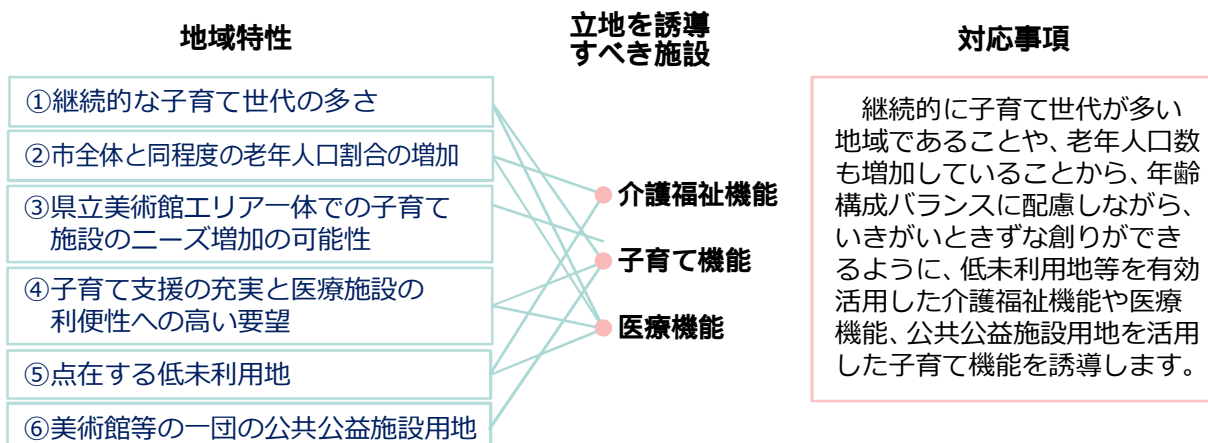 地域特性
①継続的な子育て世代の多さ
②市全体と同程度の老年人口割合の増加
③県立美術館エリア一体での子育て
施設のニーズ増加の可能性
④子育て支援の充実と医療施設の
利便性への高い要望
⑤点在する低未利用地
⑥美術館等の一団の公共公益施設用地
立地を誘導
すべき施設
介護福祉機能
子育て機能
医療機能
対応事項
継続的に子育て世代が多い
地域であることや、老年人口数
も増加していることから、年齢
構成バランスに配慮しながら、
いきがいときずな創りができ
るように、低未利用地等を有効
活用した介護福祉機能や医療
機能、公共公益施設用地を活用
した子育て機能を誘導します。